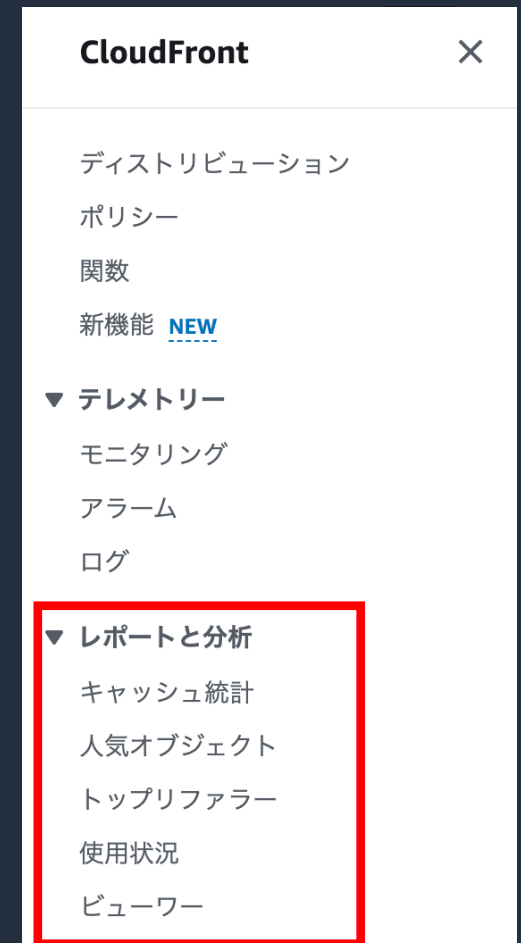 CloudFront
ディストリビューション
ポリシー
関数
新機能 NEW
テレメトリー
モニタリング
アラーム
ログ
レポートと分析
キャッシュ統計
人気オブジェクト
トップリファラー
使用状況
ビューワー